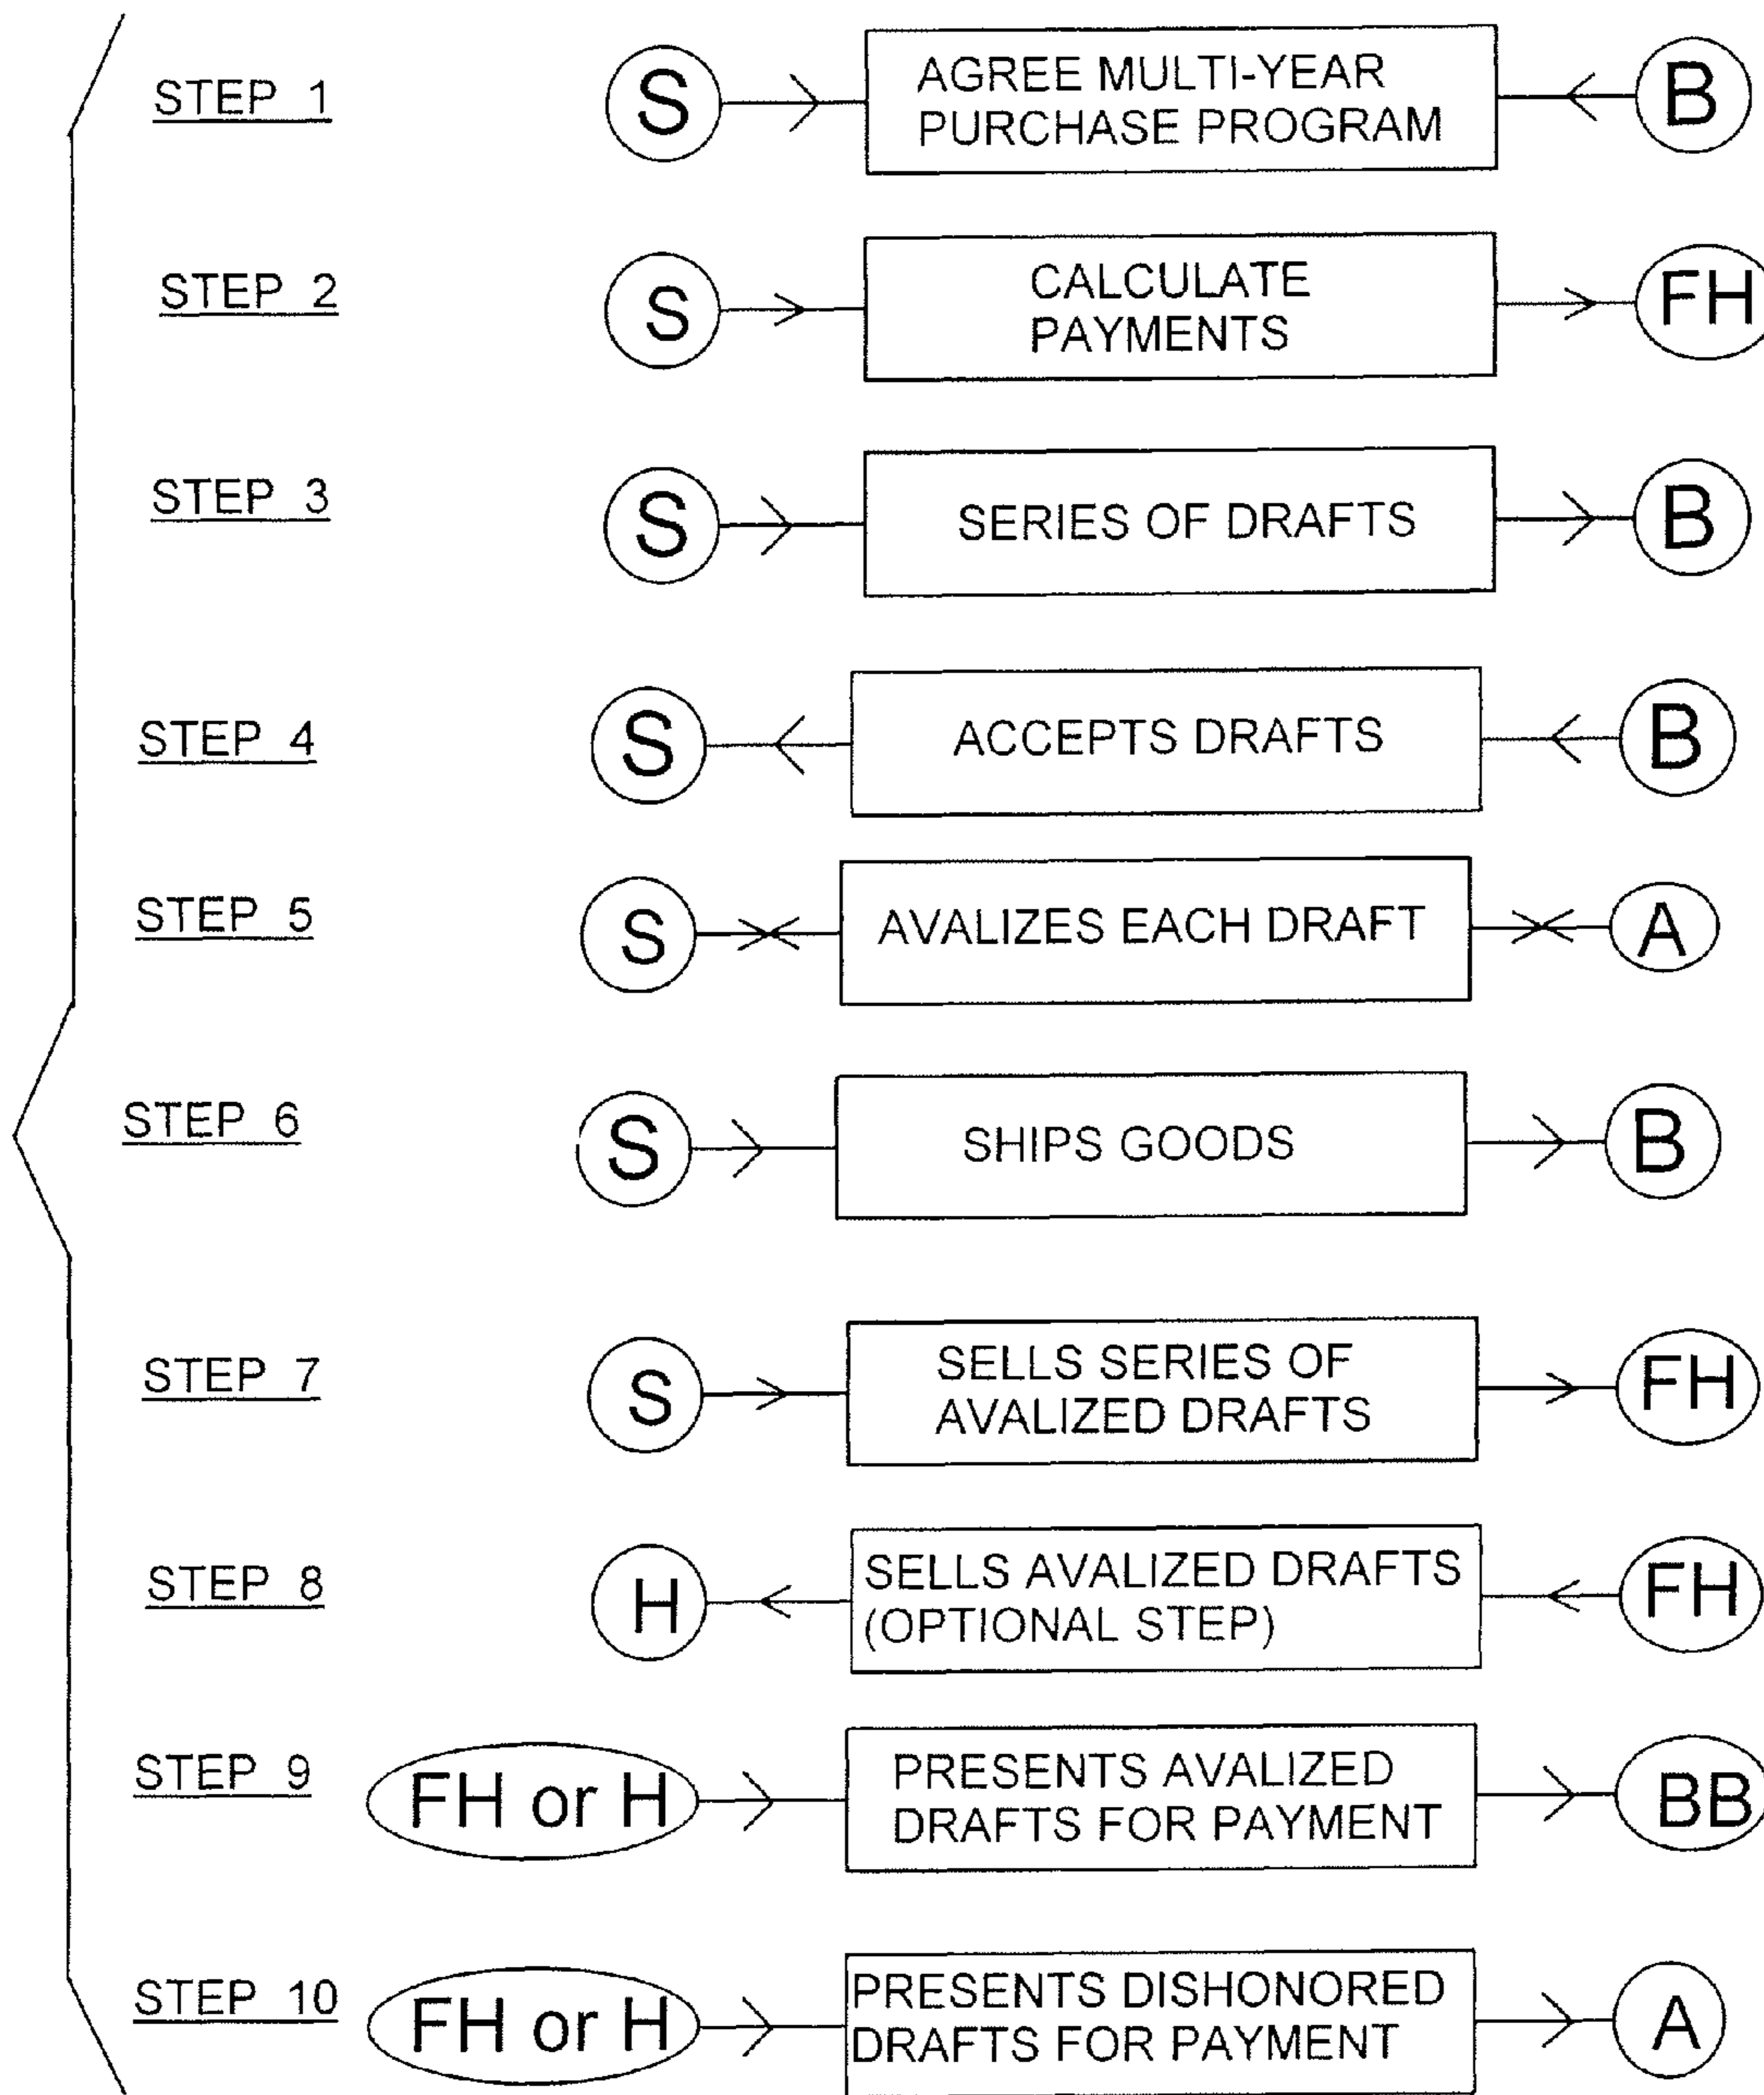 STEP 1
S
AGREE MULTI-YEAR
PURCHASE PROGRAM
B
STEP 2
S
CALCULATE
PAYMENTS
FH
STEP 3
S
SERIES OF DRAFTS
B
STEP 4
S
ACCEPTS DRAFTS
B
STEP 5
S
AVALIZES EACH DRAFT
A
STEP 6
S
SHIPS GOODS
B
STEP 7
S
SELLS SERIES OF
AVALIZED DRAFTS
FH
STEP 8
H
SELLS AVALIZED DRAFTS
(OPTIONAL STEP)
FH
STEP 9
FH or H
PRESENTS AVALIZED
DRAFTS FOR PAYMENT
BB
STEP 10
FH or H
PRESENTS DISHONORED
DRAFTS FOR PAYMENT
A